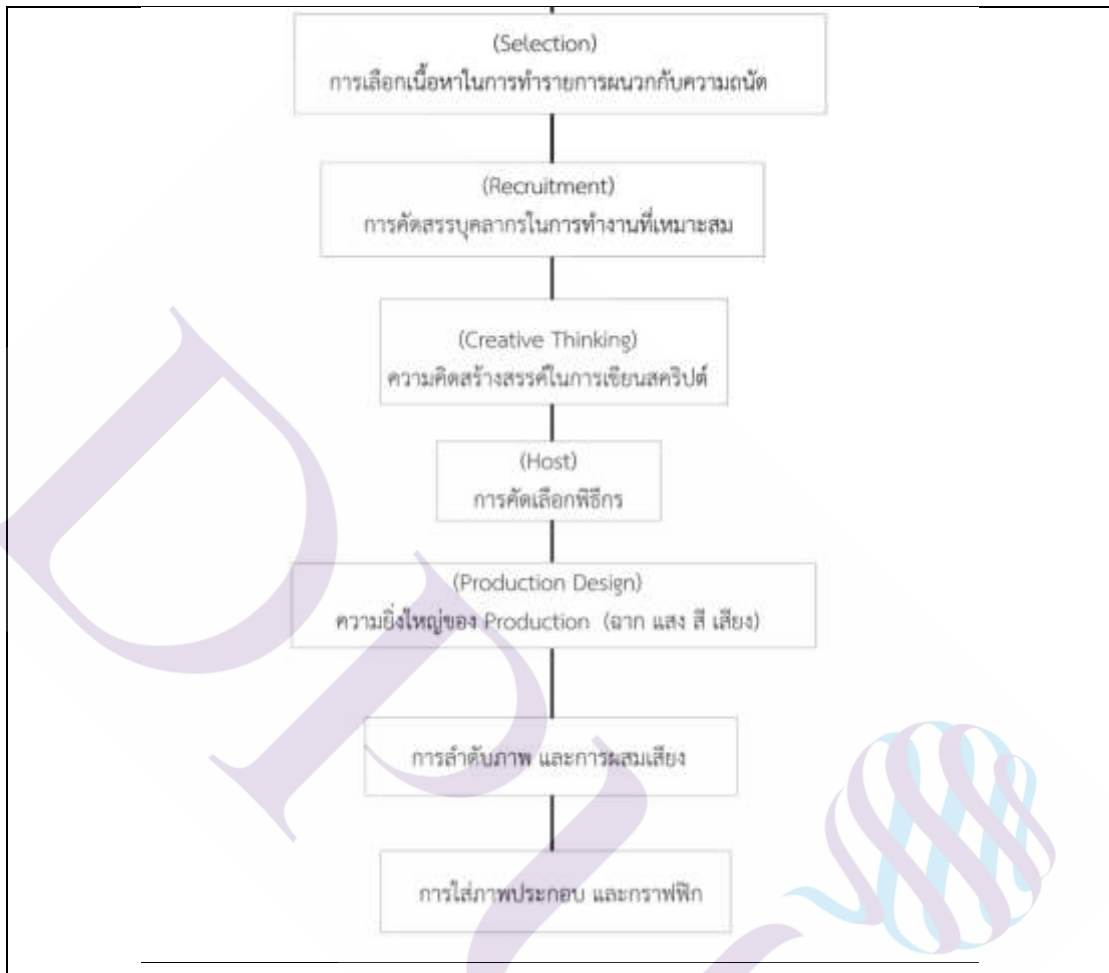 (Selection)
การเลือกเนื้อหาในการทำรายการผนวกกับความถนัด
(Recruitment)
การคัดสรรบุคลากรในการทำงานที่เหมาะสม
(Creative Thinking)
ความคิดสร้างสรรค์ในการเขียนสคริปต์
(Host)
การคัดเลือกพิธีกร
(Production Design)
ความยิ่งใหญ่ของ Production (ฉาก แสง สี เสียง)
การลำดับภาพ และการผสมเสียง
การใส่ภาพประกอบ และกราฟฟิก